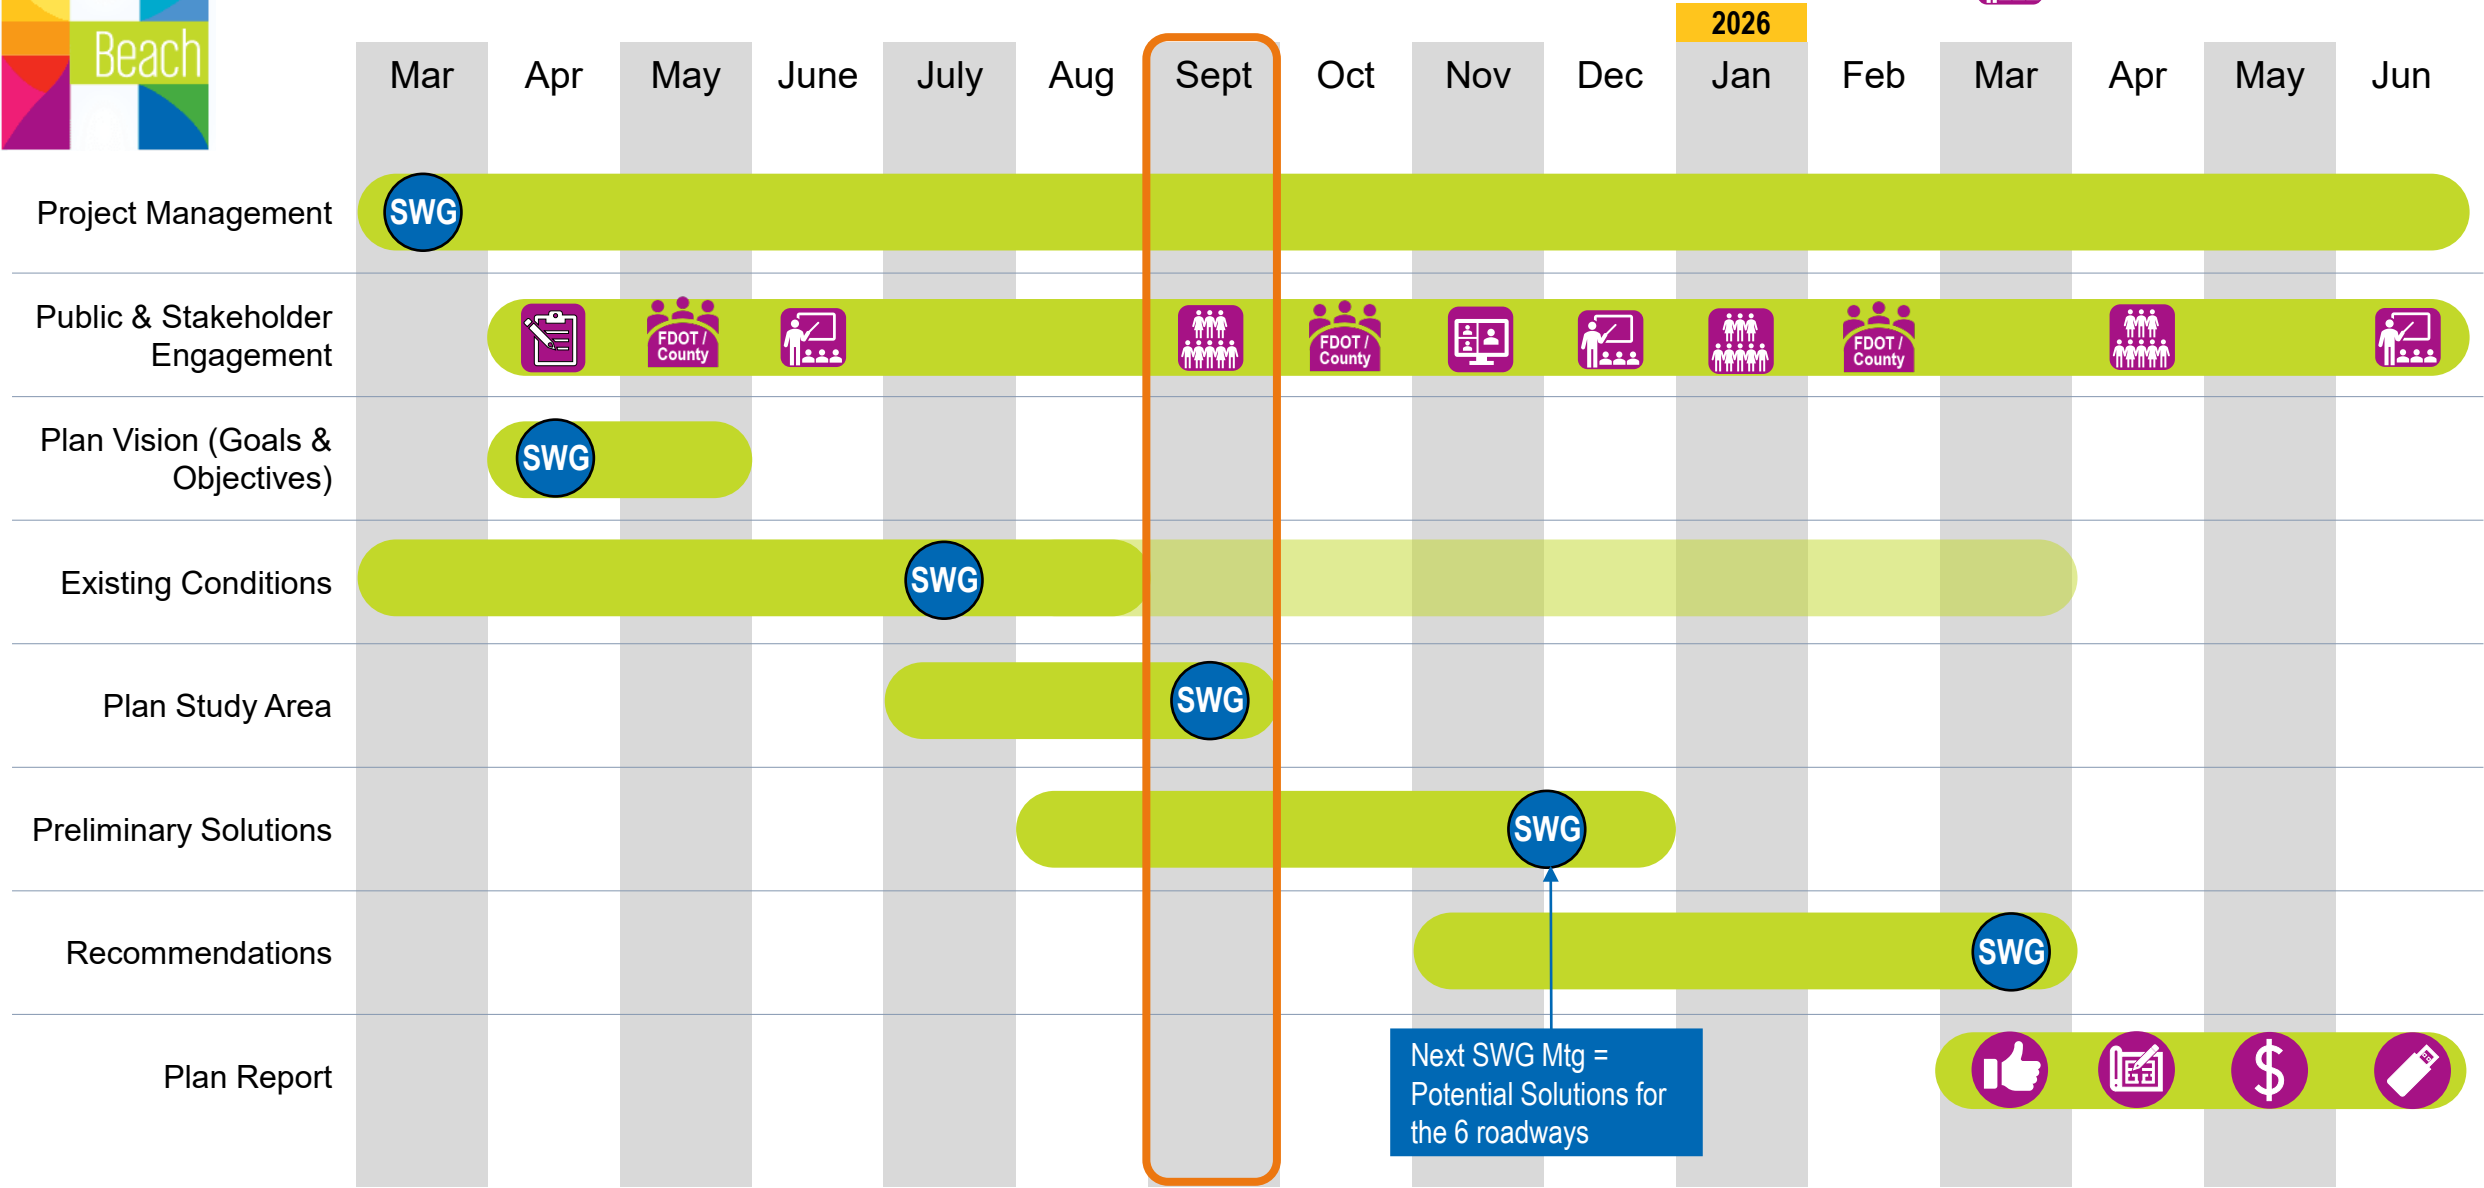 Beach
2026
Mar Apr May June July Aug Sept Oct Nov Dec Jan Feb Mar Apr May Jun
Project Management
SWG
Public & Stakeholder
Engagement
FDOT /
County
FDOT /
County
FDOT /
County
Plan Vision (Goals &
Objectives)
SWG
Existing Conditions
SWG
Plan Study Area
SWG
Preliminary Solutions
SWG
Recommendations
SWG
Next SWG Mtg =
Potential Solutions for
the 6 roadways
Plan Report
$